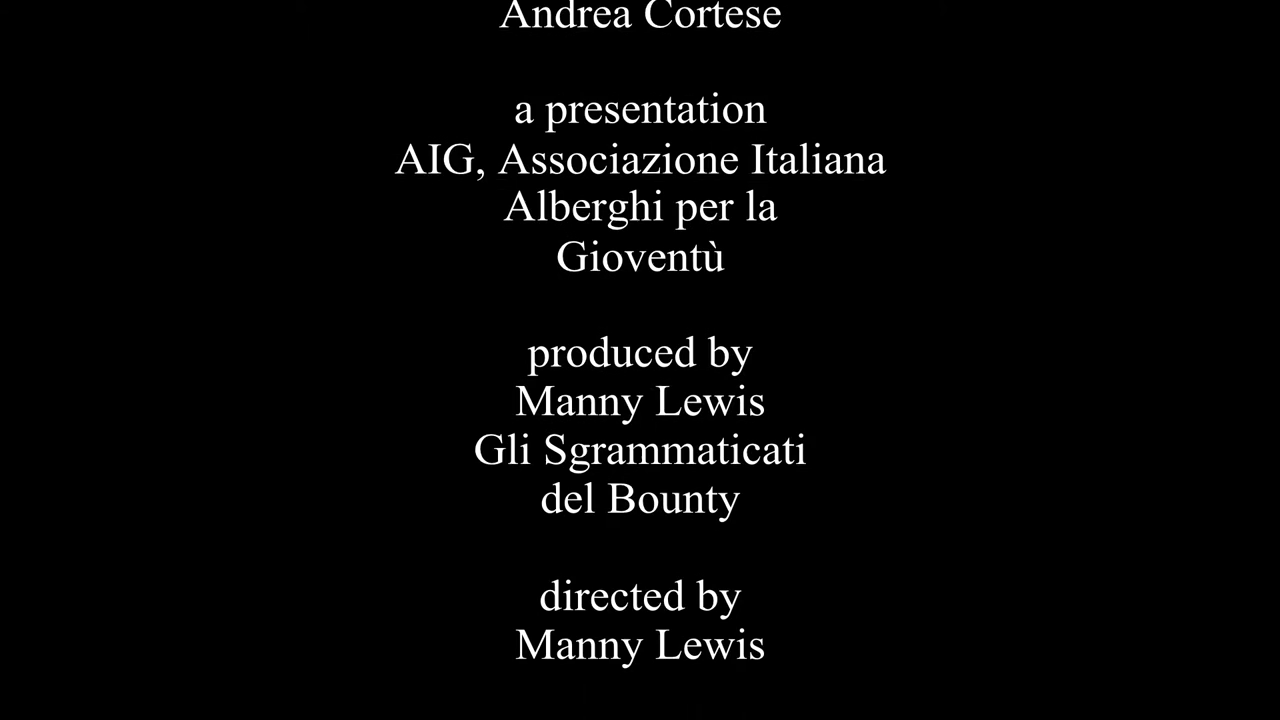 Andrea Cortese
a presentation
AIG, Associazione Italiana
Alberghi per la
Gioventù
produced by
Manny Lewis
Gli Sgrammaticati
del Bounty
directed by
Manny Lewis